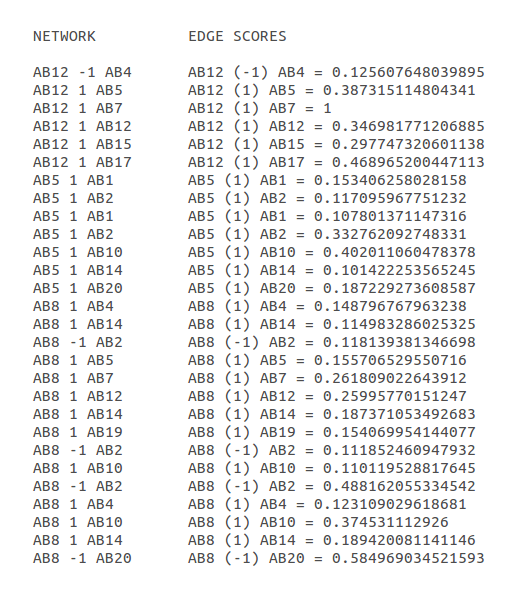 NETWORK EDGE SCORES
AB12 -1 AB4 AB12 (-1) AB4 = 0.125607648039895
AB12 1 AB5 AB12 (1) AB5 = 0.387315114804341
AB12 1 AB7 AB12 (1) AB7 = 1
AB12 1 AB12 AB12 (1) AB12 = 0.346981771206885
AB12 1 AB15 AB12 (1) AB15 = 0.297747320601138
AB12 1 AB17 AB12 (1) AB17 = 0.468965200447113
AB5 1 AB1 AB5 (1) AB1 = 0.153406258028158
AB5 1 AB2 AB5 (1) AB2 = 0.117095967751232
AB5 1 AB1 AB5 (1) AB1 = 0.107801371147316
AB5 1 AB2 AB5 (1) AB2 = 0.332762092748331
AB5 1 AB10 AB5 (1) AB10 = 0.402011060478378
AB5 1 AB14 AB5 (1) AB14 = 0.101422253565245
AB5 1 AB20 AB5 (1) AB20 = 0.187229273608587
AB8 1 AB4 AB8 (1) AB4 = 0.148796767963238
AB8 1 AB14 AB8 (1) AB14 = 0.114983286025325
AB8 -1 AB2 AB8 (-1) AB2 = 0.118139381346698
AB8 1 AB5 AB8 (1) AB5 = 0.155706529550716
AB8 1 AB7 AB8 (1) AB7 = 0.261809022643912
AB8 1 AB12 AB8 (1) AB12 = 0.25995770151247
AB8 1 AB14 AB8 (1) AB14 = 0.187371053492683
AB8 1 AB19 AB8 (1) AB19 = 0.154069954144077
AB8 -1 AB2 AB8 (-1) AB2 = 0.111852460947932
AB8 1 AB10 AB8 (1) AB10 = 0.110119528817645
AB8 -1 AB2 AB8 (-1) AB2 = 0.488162055334542
AB8 1 AB4 AB8 (1) AB4 = 0.123109029618681
AB8 1 AB10 AB8 (1) AB10 = 0.374531112926
AB8 1 AB14 AB8 (1) AB14 = 0.189420081141146
AB8 -1 AB20 AB8 (-1) AB20 = 0.584969034521593